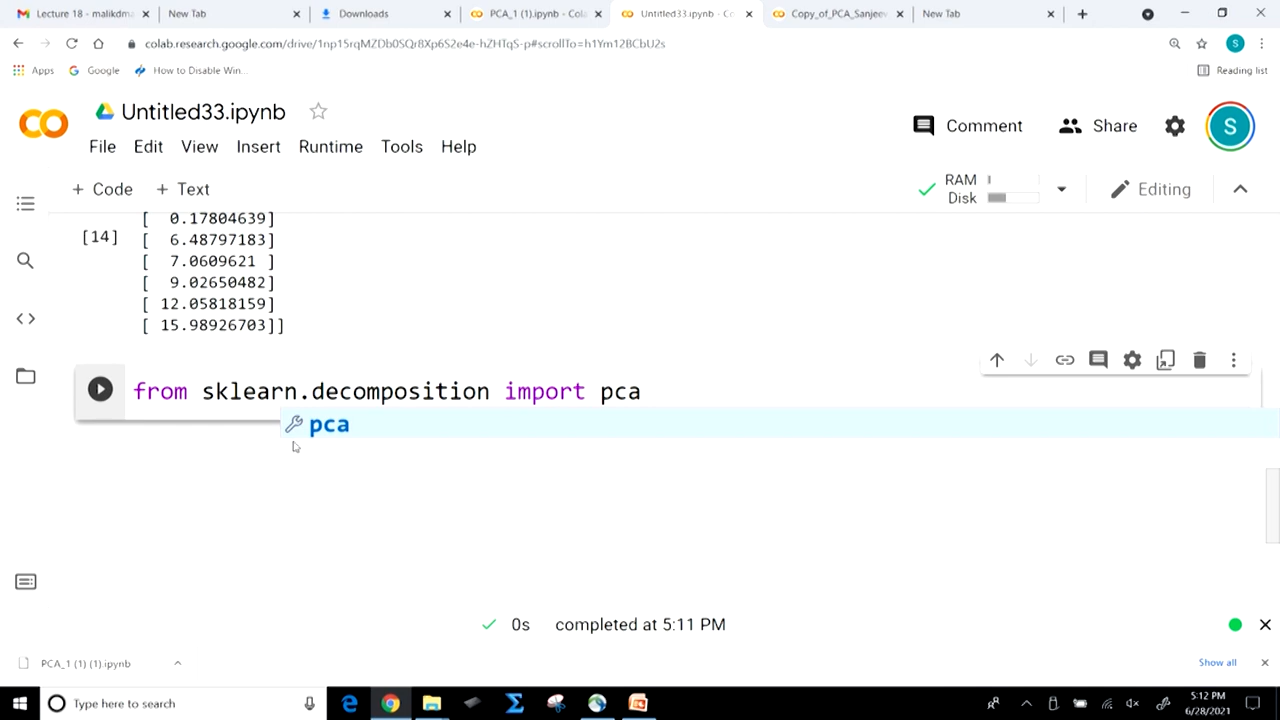 Lecture 18 - malikdma
New Tab
Downloads
PCA_1 (1).ipynb - Cola
Untitled33.ipynb - Co
Copy_of_PCA_Sanjeev
New Tab
colab.research.google.com/drive/1np15rqMZDb0SQr8Xp6S2e4e-hZHTqS-p#scrollTo=h1Ym12BCbU2s
S
Apps
Google
How to Disable Win...
Reading list
CO
Untitled33.ipynb
Comment
Share
S
File Edit View Insert Runtime Tools Help
+ Code + Text
RAM
Disk
Editing
[ 0.17804639]
[14] [ 6.48797183]
[ 7.0609621 ]
[ 9.02650482]
[ 12.05818159]
[ 15.98926703]]
from sklearn.decomposition import pca
pca
0s completed at 5:11 PM
PCA_1 (1) (1).ipynb
Show all
Type here to search
5:12 PM
6/28/2021